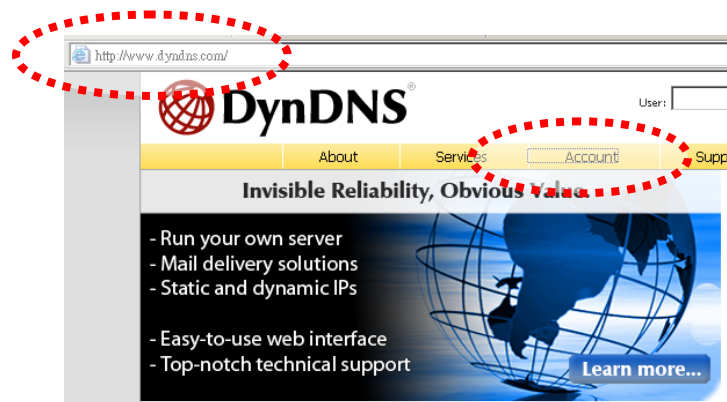 http://www.dyndns.com/
DynDNS®
User:
About Services Account Supp
Invisible Reliability, Obvious Value.
- Run your own server
- Mail delivery solutions
- Static and dynamic IPs
- Easy-to-use web interface
- Top-notch technical support
Learn more...